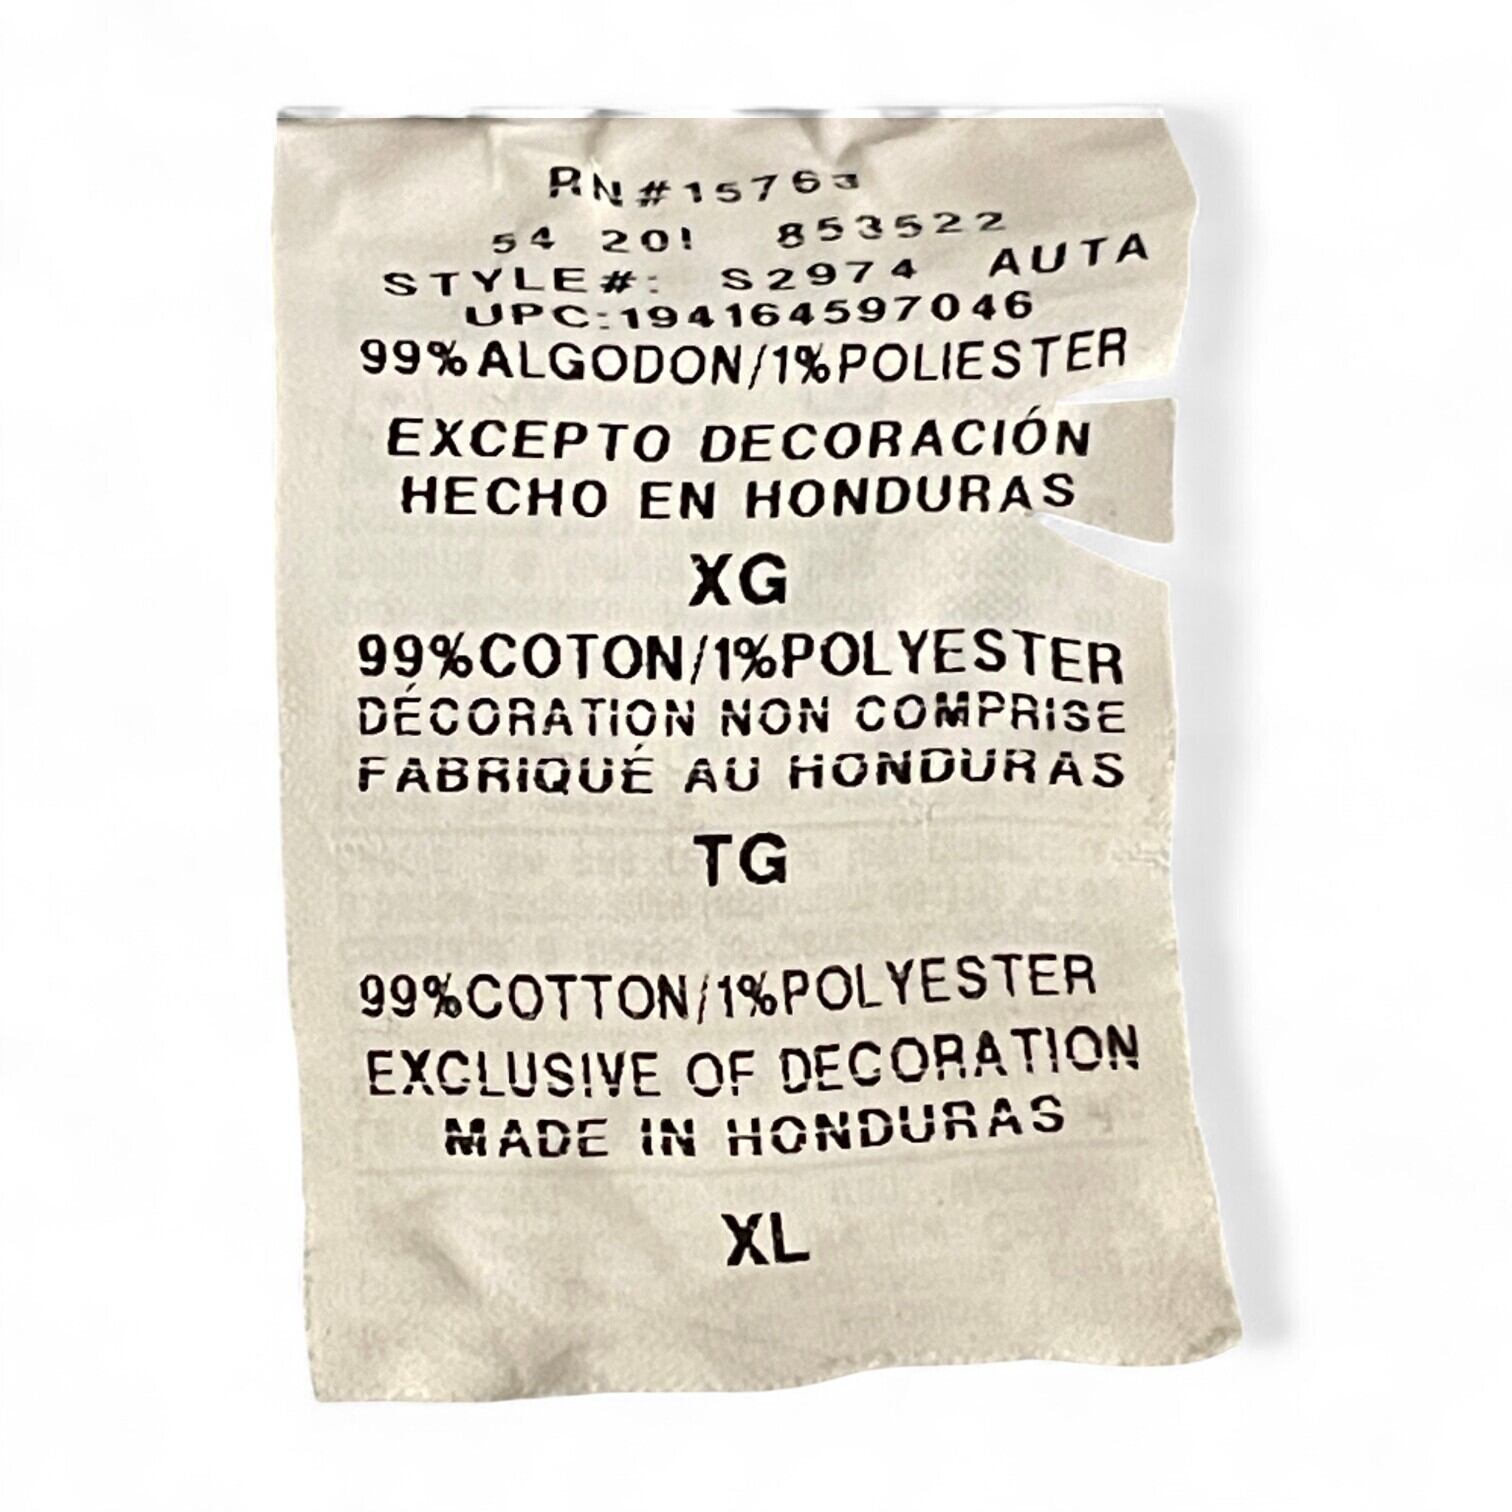 RN#15763
54 20! 853522
STYLE#: S2974 AUTA
UPC:194164597046
99%ALGODON/1%POLIESTER
EXCEPTO DECORACIÓN
HECHO EN HONDURAS
XG
99%COTON/1%POLYESTER
DÉCORATION NON COMPRISE
FABRIQUÉ AU HONDURAS
TG
99%COTTON/1%POLYESTER
EXCLUSIVE OF DECORATION
MADE IN HONDURAS
XL